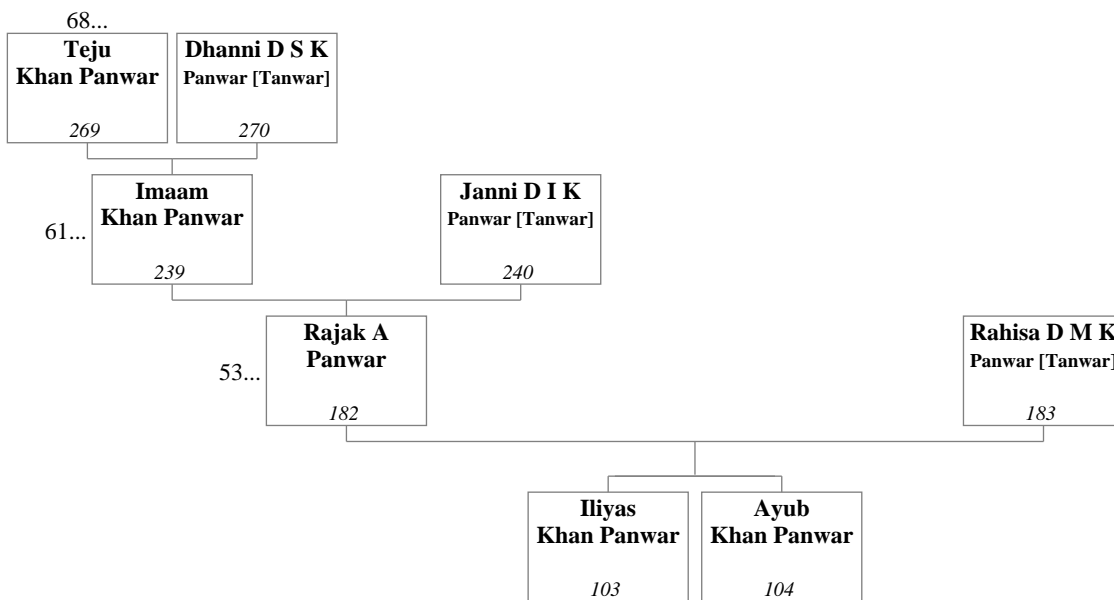 68...
Teju
Khan Panwar
269
Dhanni D S K
Panwar [Tanwar]
270
61...
Imaam
Khan Panwar
239
Janni D I K
Panwar [Tanwar]
240
53...
Rajak A
Panwar
182
Rahisa D M K
Panwar [Tanwar]
183
Iliyas
Khan Panwar
103
Ayub
Khan Panwar
104